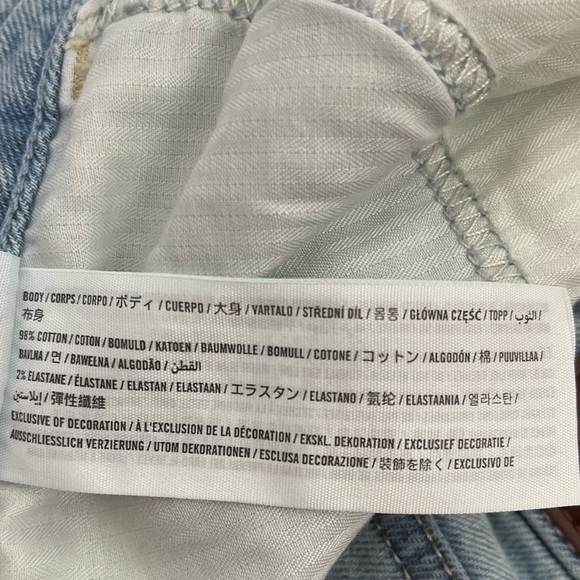 BODY / CORPS / CORPO / ボディ / CUERPO / 大身 / VARTALO / STŘEDNÍ DÍL / 몸통 / GŁÓWNA CZĘŚĆ / TOPP / الثوب /
布身
98% COTTON / COTON / BOMULD / KATOEN / BAUMWOLLE / BOMULL / COTONE / コットン / ALGODÓN / 棉 / PUUVILLAA /
BAVLNA / 면 / BAWEŁNA / ALGODÃO / القطن
2% ELASTANE / ÉLASTANE / ELASTAN / ELASTAAN / エラスタン / ELASTANO / 氨纶 / ELASTAANIA / 엘라스탄 /
إيلاستين / 彈性纖維
EXCLUSIVE OF DECORATION / À L'EXCLUSION DE LA DÉCORATION / EKSKL. DEKORATION / EXCLUSIEF DECORATIE /
AUSSCHLIESSLICH VERZIERUNG / UTOM DEKORATIONEN / ESCLUSA DECORAZIONE / 装飾を除く / EXCLUSIVO DE